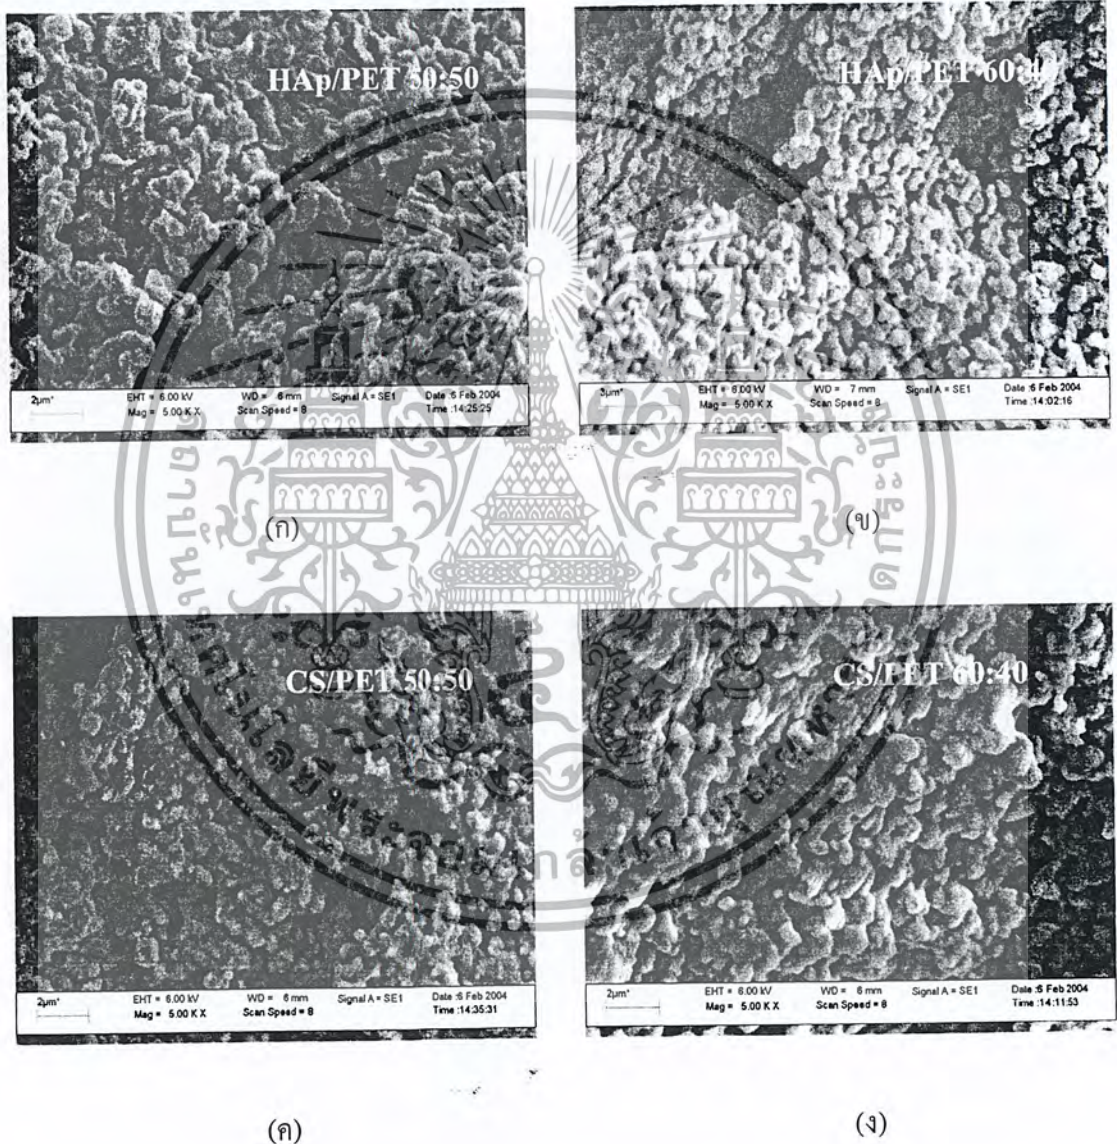 HAp/PET 50:50
2µm*
EHT = 6.00 kV
WD = 6 mm
Signal A = SE1
Date :6 Feb 2004
Mag = 5.00 K X
Scan Speed = 8
Time :14:25:25
(ก)
HAp/PET 60:40
3µm*
EHT = 6.00 kV
WD = 7 mm
Signal A = SE1
Date :6 Feb 2004
Mag = 5.00 K X
Scan Speed = 8
Time :14:02:16
(ข)
CS/PET 50:50
2µm*
EHT = 6.00 kV
WD = 6 mm
Signal A = SE1
Date :6 Feb 2004
Mag = 5.00 K X
Scan Speed = 8
Time :14:35:31
(ค)
CS/PET 60:40
2µm*
EHT = 6.00 kV
WD = 6 mm
Signal A = SE1
Date :6 Feb 2004
Mag = 5.00 K X
Scan Speed = 8
Time :14:11:53
(ง)